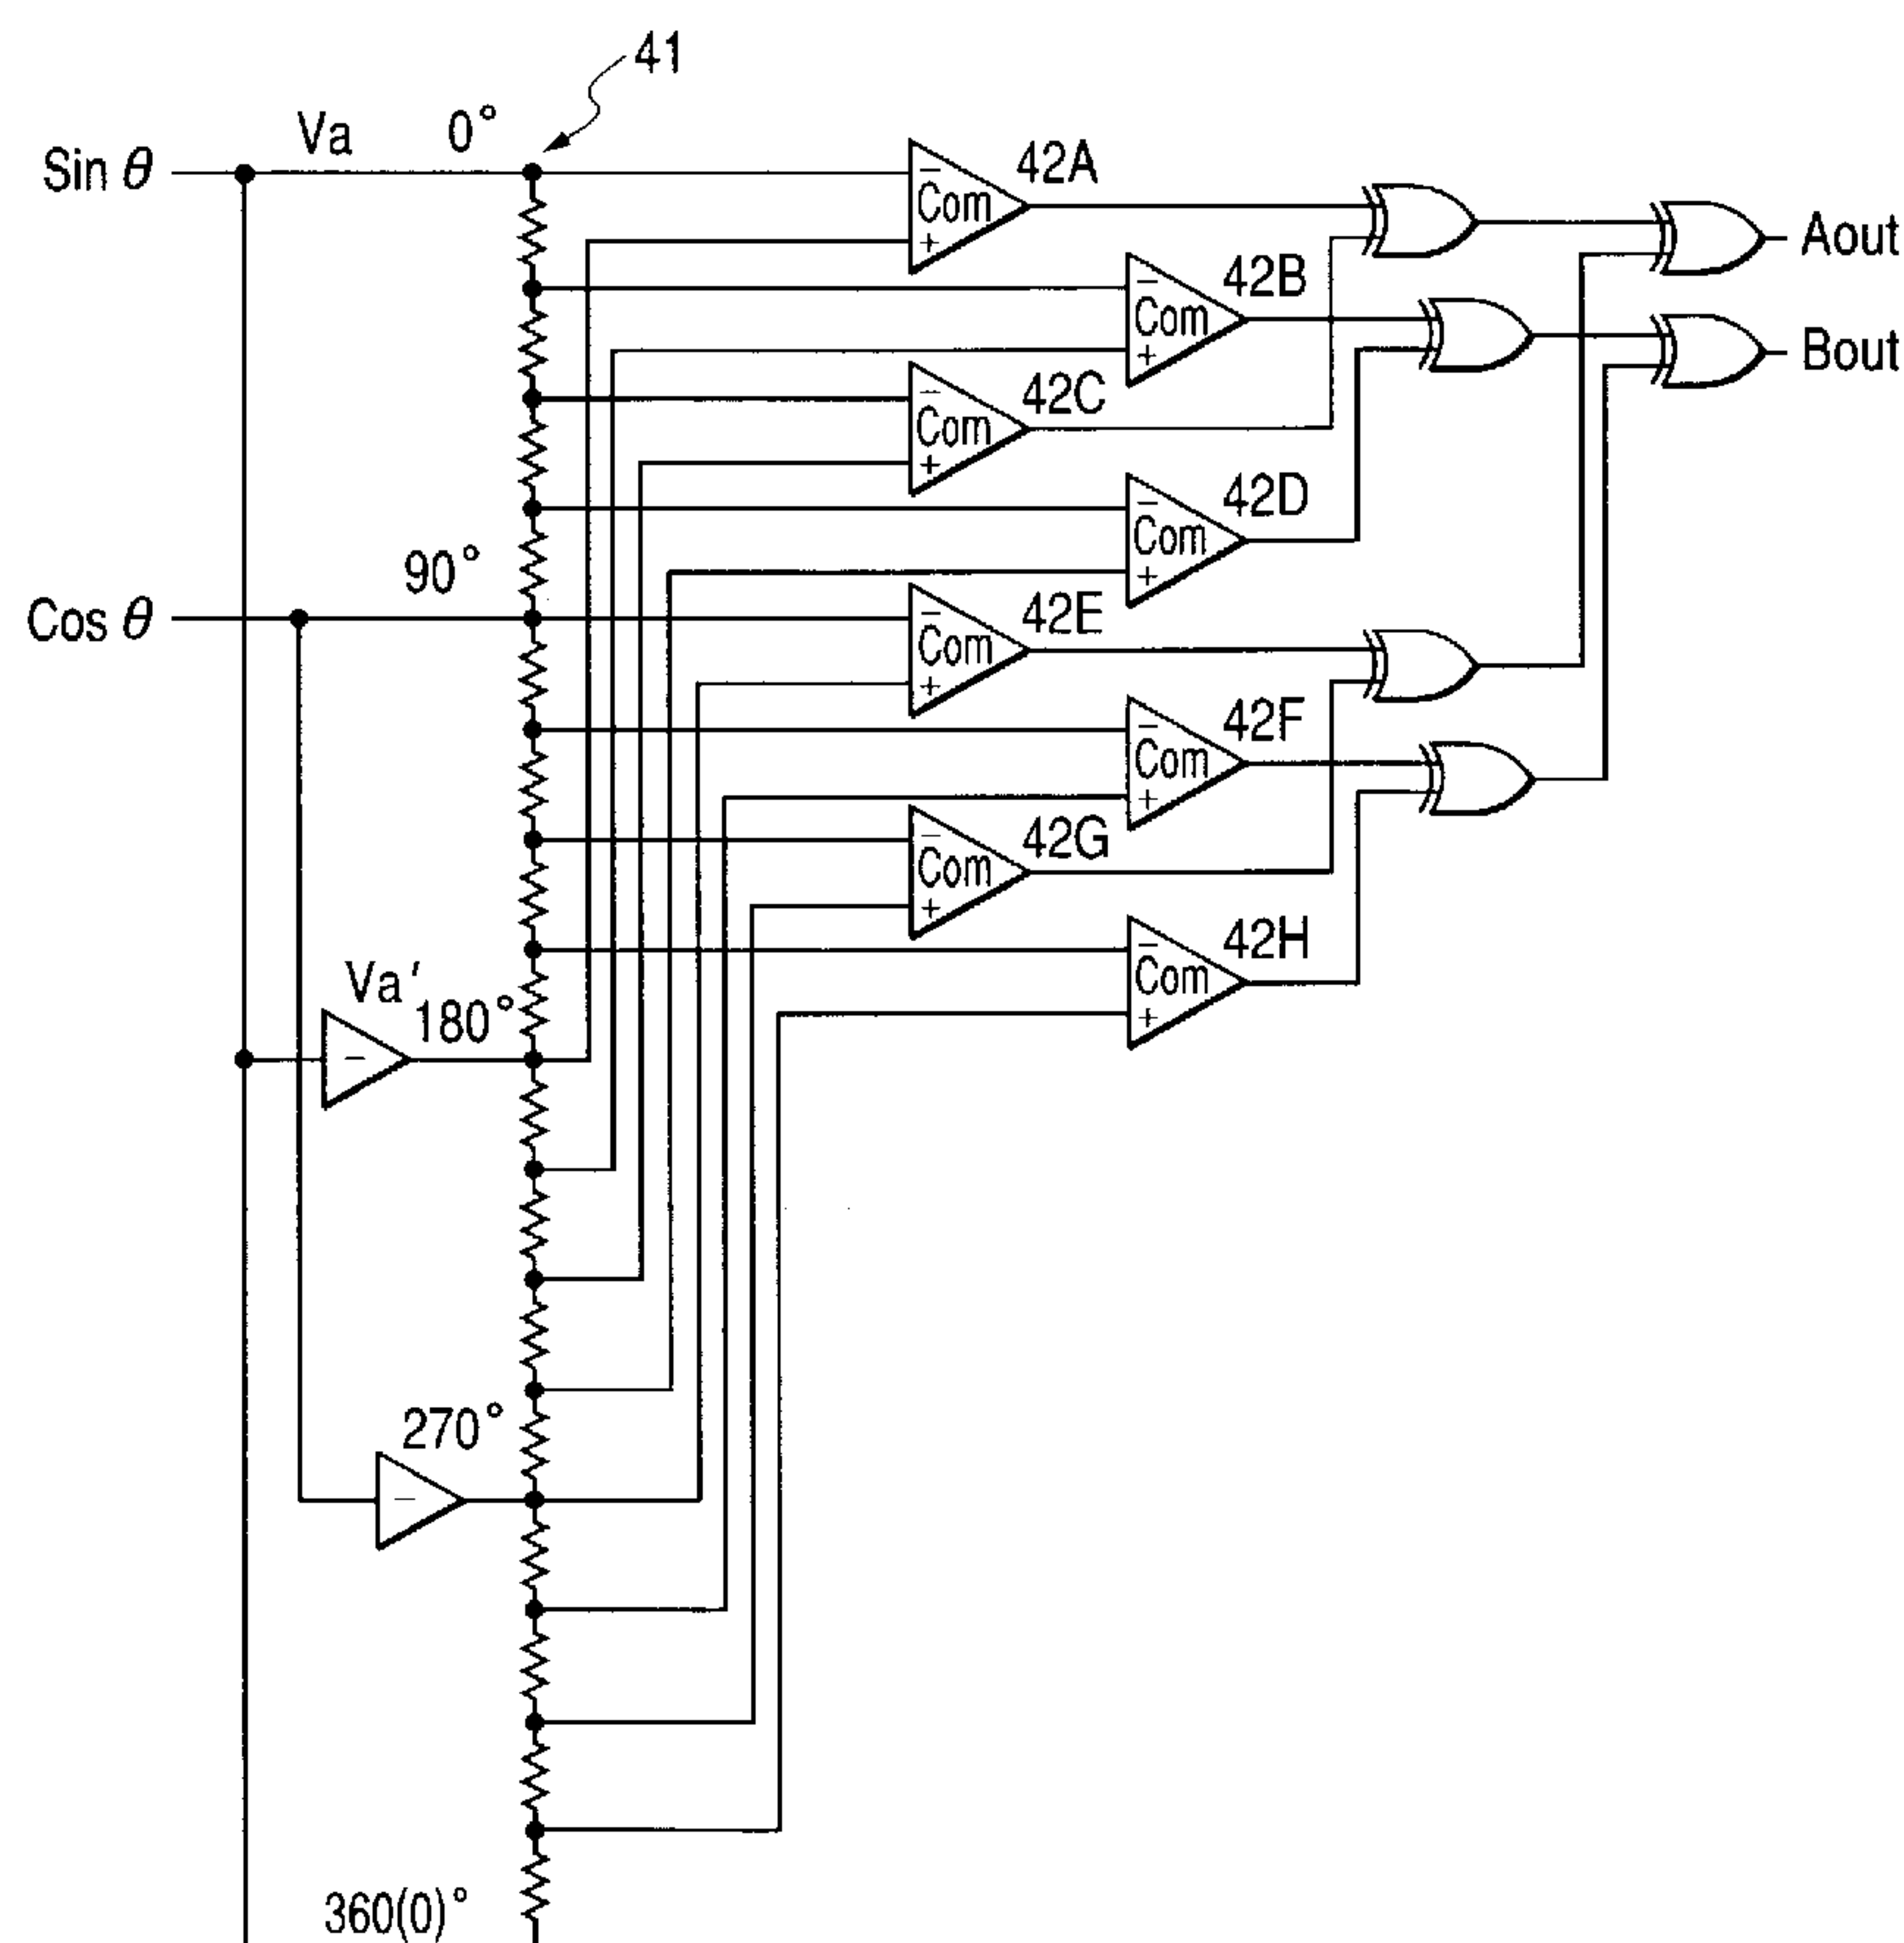 41
Va 0°
Sin θ
− Com + 42A
Aout
− Com + 42B
Bout
− Com + 42C
− Com + 42D
90°
Cos θ
− Com + 42E
− Com + 42F
− Com + 42G
− Com + 42H
Va′
180°
−
270°
−
360(0)°